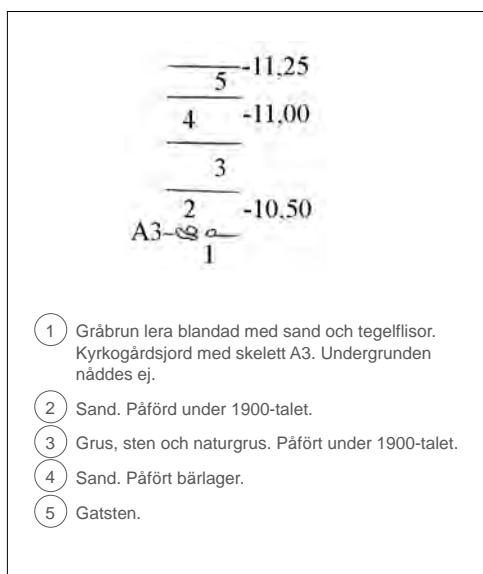 -11,25
5
4 -11,00
3
2 -10,50
A3-
1
1 Gråbrun lera blandad med sand och tegelflisor.
Kyrkogårdsjord med skelett A3. Undergrunden
nåddes ej.
2 Sand. Påförd under 1900-talet.
3 Grus, sten och naturgrus. Påfört under 1900-talet.
4 Sand. Påfört bärlager.
5 Gatsten.